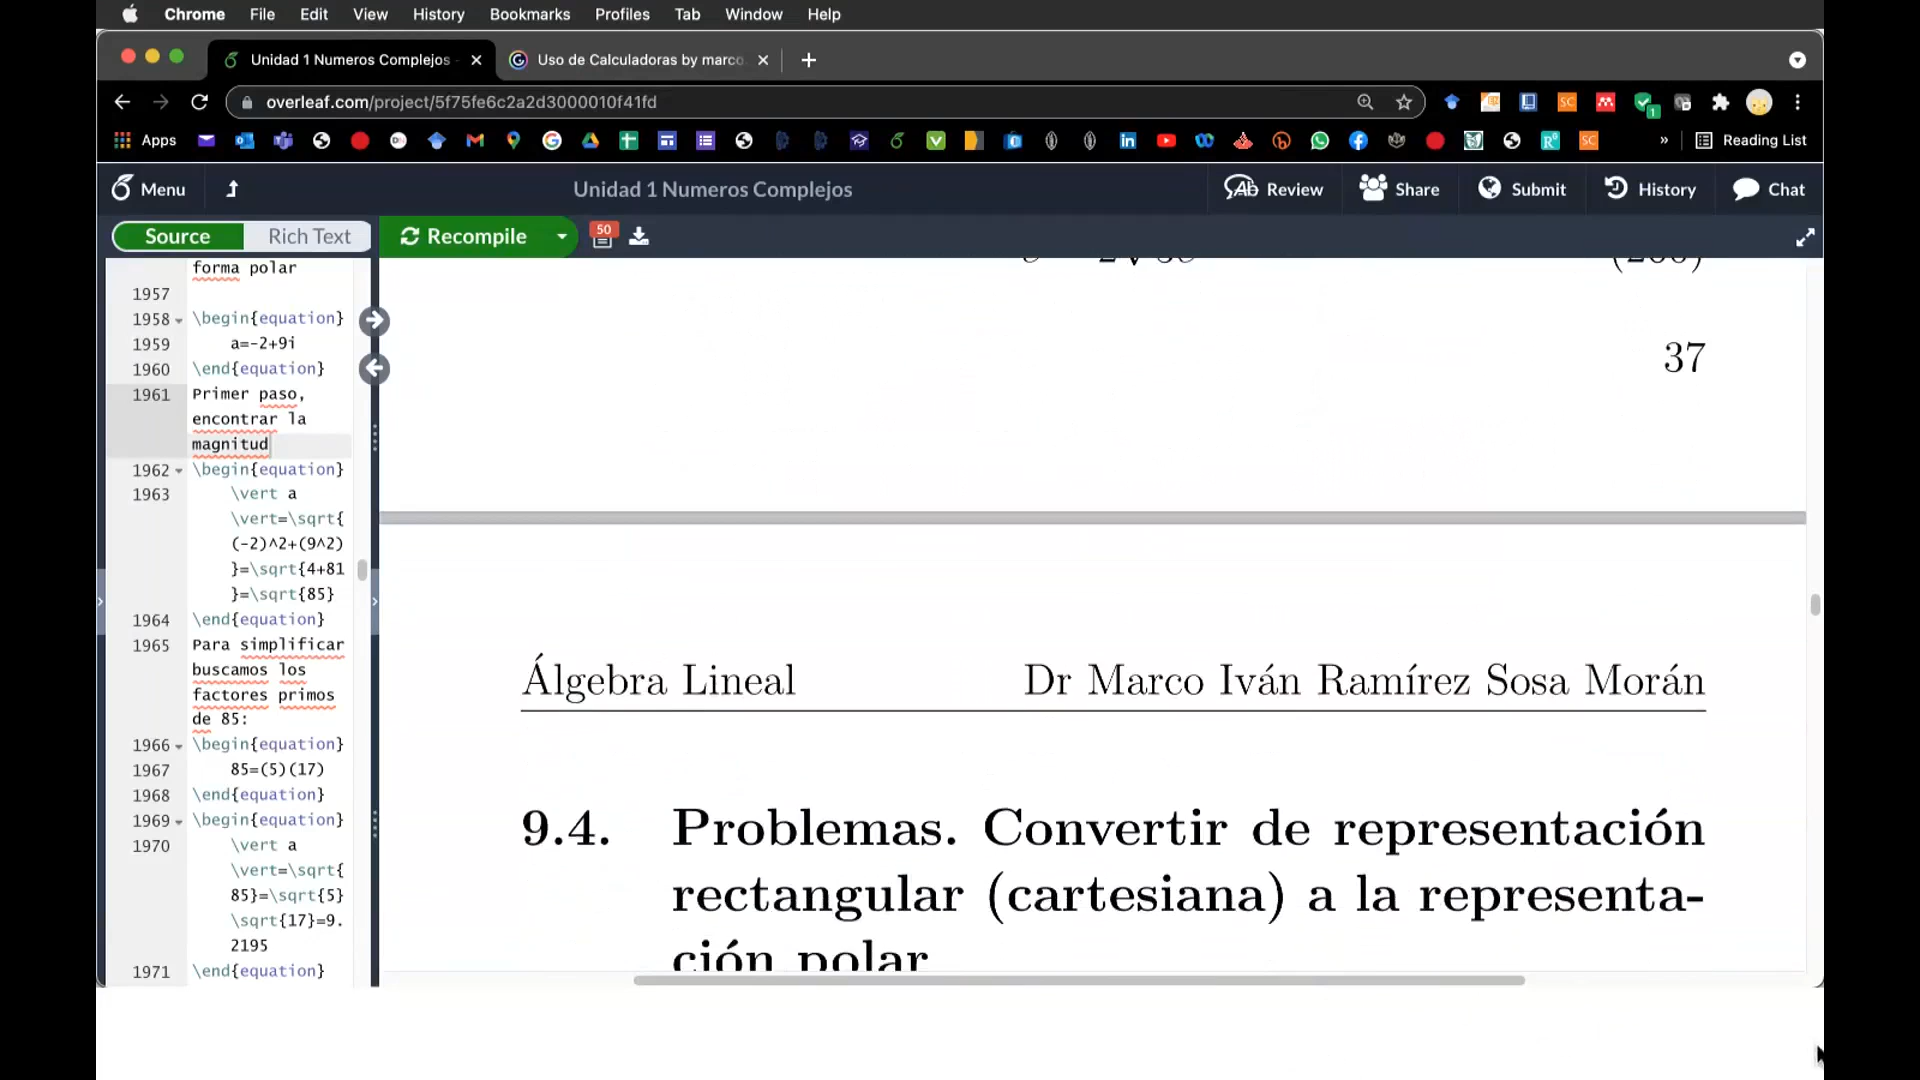 Chrome File Edit View History Bookmarks Profiles Tab Window Help
Unidad 1 Numeros Complejos -
Uso de Calculadoras by marco
overleaf.com/project/5f75fe6c2a2d3000010f41fd
Apps
Reading List
Menu
Unidad 1 Numeros Complejos
Review
Share
Submit
History
Chat
Source
Rich Text
Recompile
50
forma polar
1957
1958 \begin{equation}
1959 a=-2+9i
1960 \end{equation}
1961 Primer paso,
encontrar la
magnitud
1962 \begin{equation}
1963 \vert a
\vert=\sqrt{
(-2)^2+(9^2)
}=\sqrt{4+81
}=\sqrt{85}
1964 \end{equation}
1965 Para simplificar
buscamos los
factores primos
de 85:
1966 \begin{equation}
1967 85=(5)(17)
1968 \end{equation}
1969 \begin{equation}
1970 \vert a
\vert=\sqrt{
85}=\sqrt{5}
\sqrt{17}=9.
2195
1971 \end{equation}
37
Álgebra Lineal
Dr Marco Iván Ramírez Sosa Morán
9.4. Problemas. Convertir de representación
rectangular (cartesiana) a la representa-
ción polar